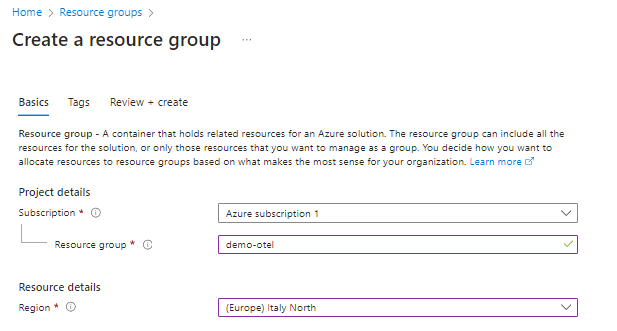 Home > Resource groups >
Create a resource group ...
Basics Tags Review + create
Resource group - A container that holds related resources for an Azure solution. The resource group can include all the
resources for the solution, or only those resources that you want to manage as a group. You decide how you want to
allocate resources to resource groups based on what makes the most sense for your organization. Learn more
Project details
Subscription * Azure subscription 1
Resource group * demo-otel
Resource details
Region * (Europe) Italy North